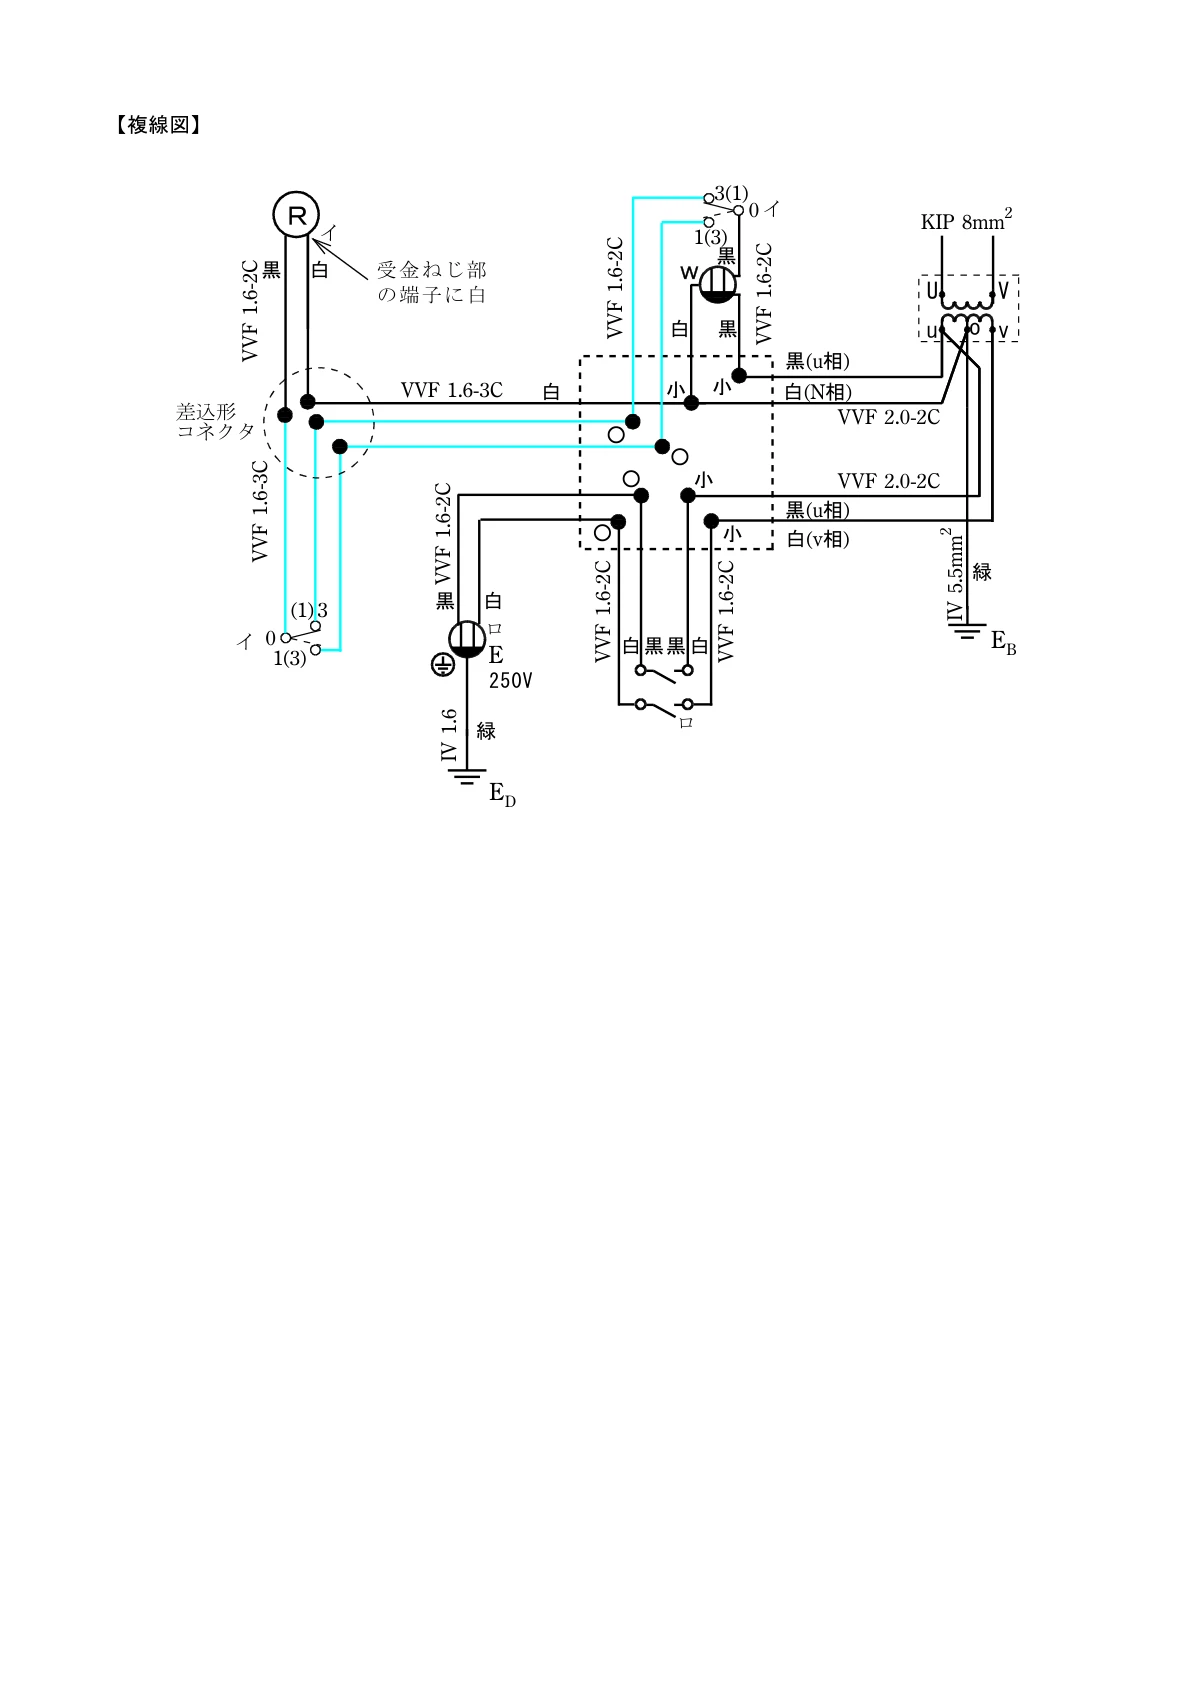 【複線図】
3(1)
0 イ
1(3)
KIP 8mm2
R
イ
VVF 1.6-2C
黒
白
受金ねじ部
の端子に白
VVF 1.6-2C
黒
W
VVF 1.6-2C
白
黒
U
V
u
o
v
黒(u相)
小
小
白(N相)
VVF 1.6-3C
白
VVF 2.0-2C
差込形
コネクタ
VVF 1.6-3C
小
VVF 2.0-2C
黒(u相)
小
白(v相)
VVF 1.6-2C
黒
白
VVF 1.6-2C
白
黒
黒
白
VVF 1.6-2C
IV 5.5mm2
緑
EB
(1)3
イ 0
1(3)
ロ
E
250V
ロ
IV 1.6
緑
ED